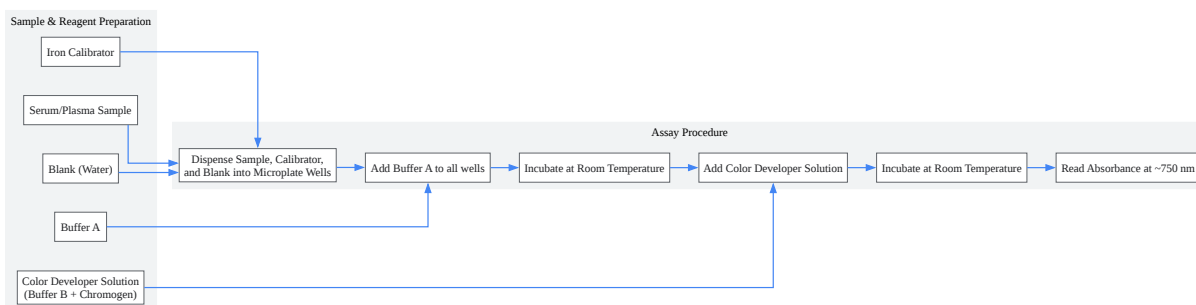 Sample & Reagent Preparation
Iron Calibrator
Serum/Plasma Sample
Assay Procedure
Blank (Water)
Dispense Sample, Calibrator,
and Blank into Microplate Wells
Add Buffer A to all wells
Incubate at Room Temperature
Add Color Developer Solution
Incubate at Room Temperature
Read Absorbance at ~750 nm
Buffer A
Color Developer Solution
(Buffer B + Chromogen)